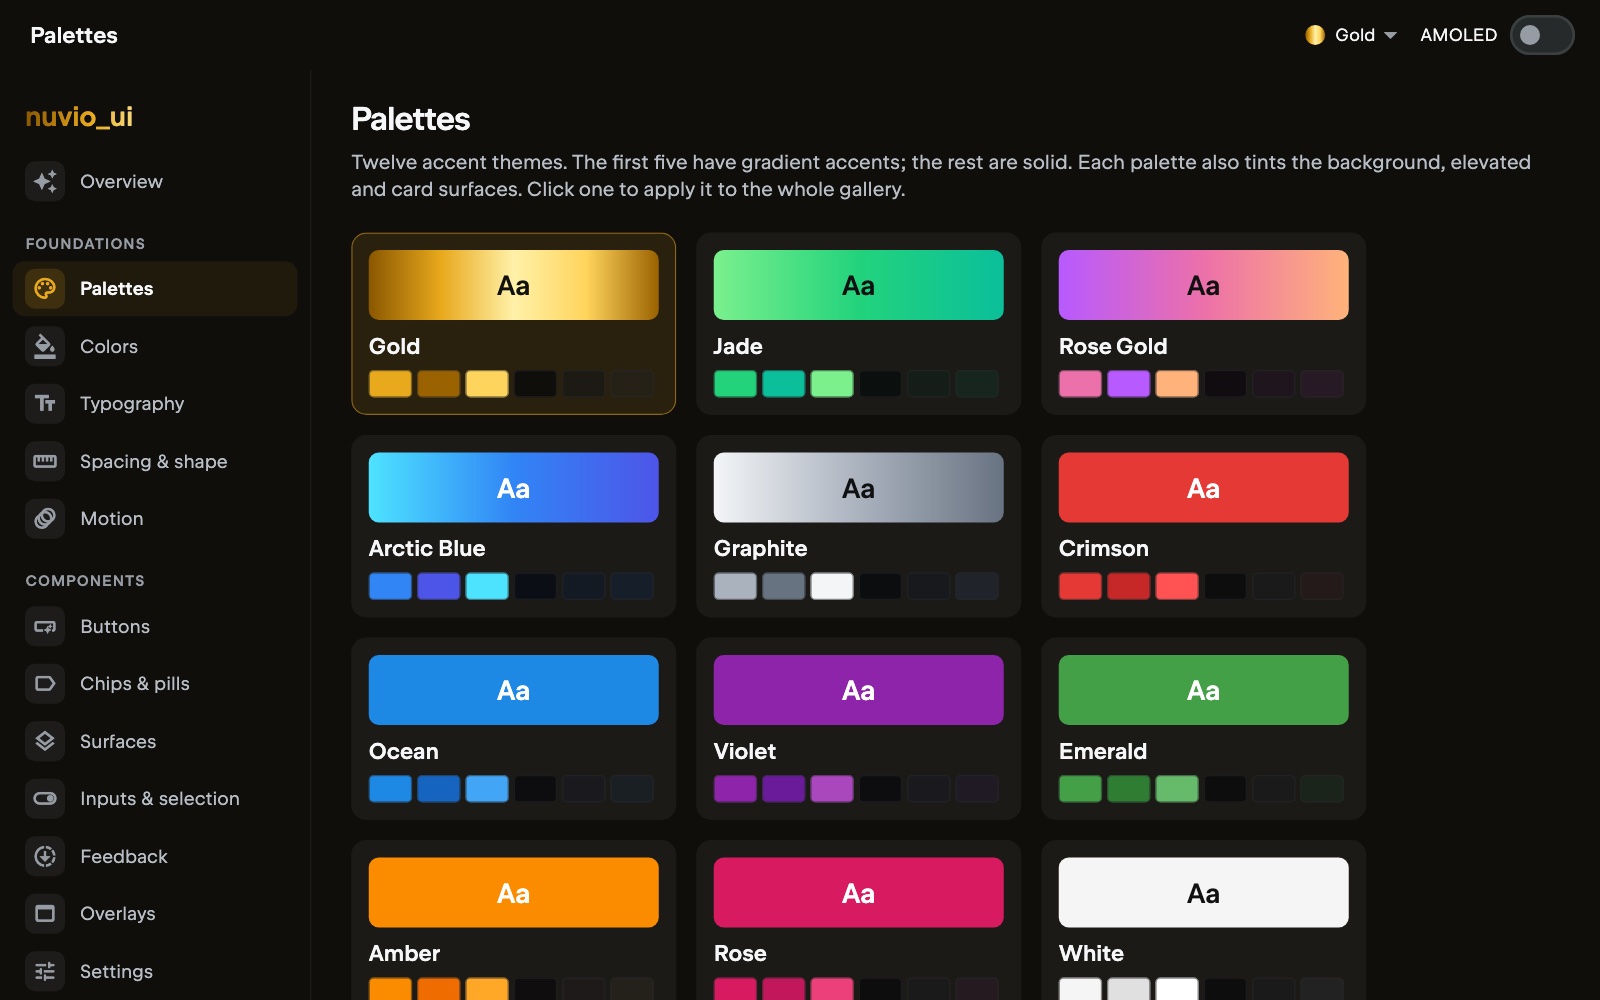 Palettes
Gold
AMOLED
nuvio_ui
Overview
FOUNDATIONS
Palettes
Colors
Typography
Spacing & shape
Motion
COMPONENTS
Buttons
Chips & pills
Surfaces
Inputs & selection
Feedback
Overlays
Settings
Palettes
Twelve accent themes. The first five have gradient accents; the rest are solid. Each palette also tints the background, elevated
and card surfaces. Click one to apply it to the whole gallery.
Aa
Gold
Aa
Jade
Aa
Rose Gold
Aa
Arctic Blue
Aa
Graphite
Aa
Crimson
Aa
Ocean
Aa
Violet
Aa
Emerald
Aa
Amber
Aa
Rose
Aa
White